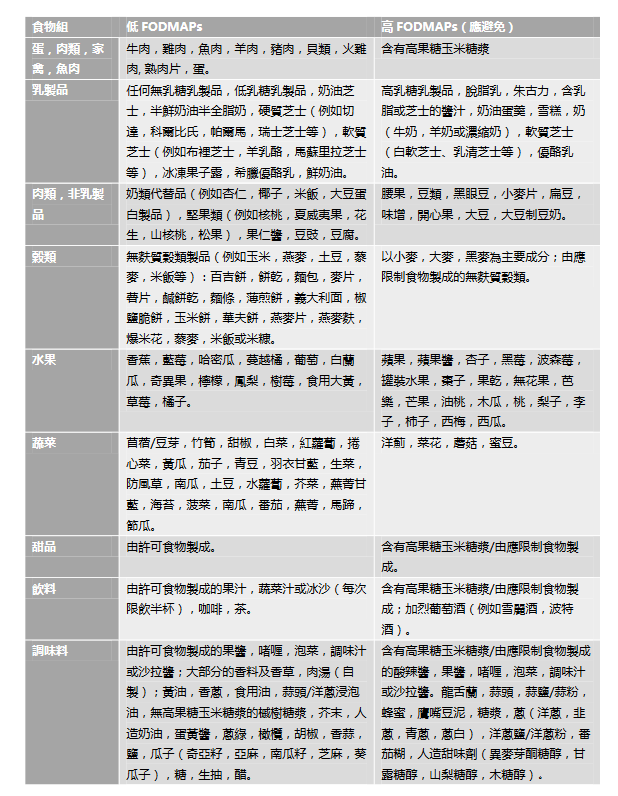 食物組 低 FODMAPs 高 FODMAPs（應避免）
蛋，肉類，家禽，魚肉
牛肉，雞肉，魚肉，羊肉，豬肉，貝類，火雞
肉, 熟肉片，蛋。
含有高果糖玉米糖漿
乳製品
任何無乳糖乳製品，低乳糖乳製品，奶油芝
士，半鮮奶油半全脂奶，硬質芝士（例如切
達，科爾比氏，帕爾馬，瑞士芝士等），軟質
芝士（例如布裡芝士，羊乳酪，馬蘇里拉芝士
等），冰凍果子露，希臘優酪乳，鮮奶油。
高乳糖乳製品，脫脂乳，朱古力，含乳
脂或芝士的醬汁，奶油蛋羹，雪糕，奶
（牛奶，羊奶或濃縮奶），軟質芝士
（白軟芝士、乳清芝士等），優酪乳
油。
肉類，非乳製
品
奶類代替品（例如杏仁，椰子，米飯，大豆蛋
白製品），堅果類（例如核桃，夏威夷果，花
生，山核桃，松果），果仁醬，豆豉，豆腐。
腰果，豆類，黑眼豆，小麥片，扁豆，
味增，開心果，大豆，大豆制豆奶。
穀類
無麩質穀類製品（例如玉米，燕麥，土豆，藜
麥，米飯等）：百吉餅，餅乾，麵包，麥片，
薯片，鹹餅乾，麵條，薄煎餅，義大利面，椒
鹽脆餅，玉米餅，華夫餅，燕麥片，燕麥麩，
爆米花，藜麥，米飯或米糠。
以小麥，大麥，黑麥為主要成分；由應
限制食物製成的無麩質穀類。
水果
香蕉，藍莓，哈密瓜，蔓越橘，葡萄，白蘭
瓜，奇異果，檸檬，鳳梨，樹莓，食用大黃，
草莓，橘子。
蘋果，蘋果醬，杏子，黑莓，波森莓，
罐裝水果，棗子，果乾，無花果，芭
樂，芒果，油桃，木瓜，桃，梨子，李
子，柿子，西梅，西瓜。
蔬菜
苜蓿/豆芽，竹筍，甜椒，白菜，紅蘿蔔，捲
心菜，黃瓜，茄子，青豆，羽衣甘藍，生菜，
防風草，南瓜，土豆，水蘿蔔，芥菜，蕪菁甘
藍，海苔，菠菜，南瓜，番茄，蕪菁，馬蹄，
節瓜。
洋薊，菜花，蘑菇，蜜豆。
甜品
由許可食物製成。
含有高果糖玉米糖漿/由應限制食物製
成。
飲料
由許可食物製成的果汁，蔬菜汁或冰沙（每次
限飲半杯），咖啡，茶。
含有高果糖玉米糖漿/由應限制食物製
成；加烈葡萄酒（例如雪麗酒，波特
酒）。
調味料
由許可食物製成的果醬，啫喱，泡菜，調味汁
或沙拉醬；大部分的香料及香草，肉湯（自
製）；黃油，香蔥，食用油，蒜頭/洋蔥浸泡
油，無高果糖玉米糖漿的槭樹糖漿，芥末，人
造奶油，蛋黃醬，蔥綠，橄欖，胡椒，香蒜，
鹽，瓜子（奇亞籽，亞麻，南瓜籽，芝麻，葵
瓜子），糖，生抽，醋。
含有高果糖玉米糖漿/由應限制食物製成
的酸辣醬，果醬，啫喱，泡菜，調味汁
或沙拉醬。龍舌蘭，蒜頭，蒜鹽/蒜粉，
蜂蜜，鷹嘴豆泥，糖漿，蔥（洋蔥，韭
蔥，青蔥，蔥白），洋蔥鹽/洋蔥粉，番
茄糊，人造甜味劑（異麥芽酮糖醇，甘
露糖醇，山梨糖醇，木糖醇）。